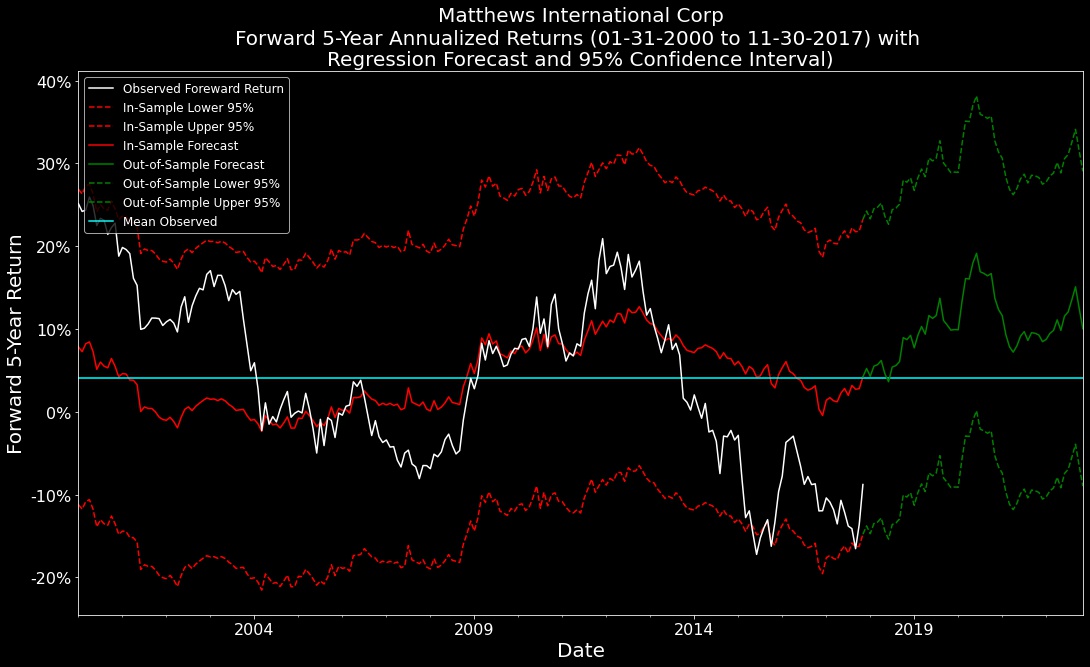 Matthews International Corp
Forward 5-Year Annualized Returns (01-31-2000 to 11-30-2017) with
Regression Forecast and 95% Confidence Interval)
40%
30%
20%
10%
0%
-10%
-20%
Forward 5-Year Return
Observed Foreward Return
In-Sample Lower 95%
In-Sample Upper 95%
In-Sample Forecast
Out-of-Sample Forecast
Out-of-Sample Lower 95%
Out-of-Sample Upper 95%
Mean Observed
2004
2009
2014
2019
Date